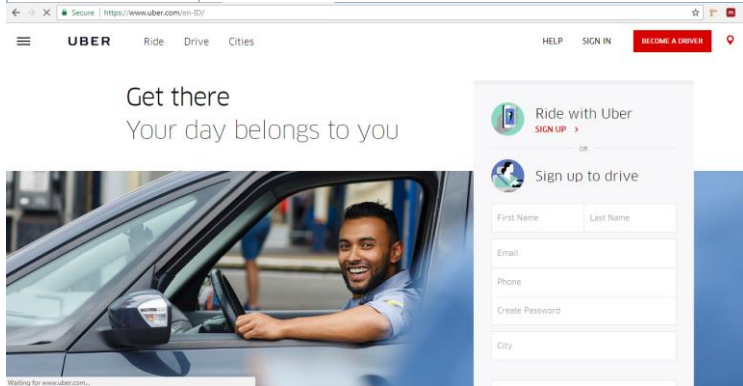 Secure | https://www.uber.com/en-ID/
UBER Ride Drive Cities HELP SIGN IN BECOME A DRIVER
Get there
Your day belongs to you
Ride with Uber
SIGN UP >
OR
Sign up to drive
First Name Last Name
Email
Phone
Create Password
City
Waiting for www.uber.com...